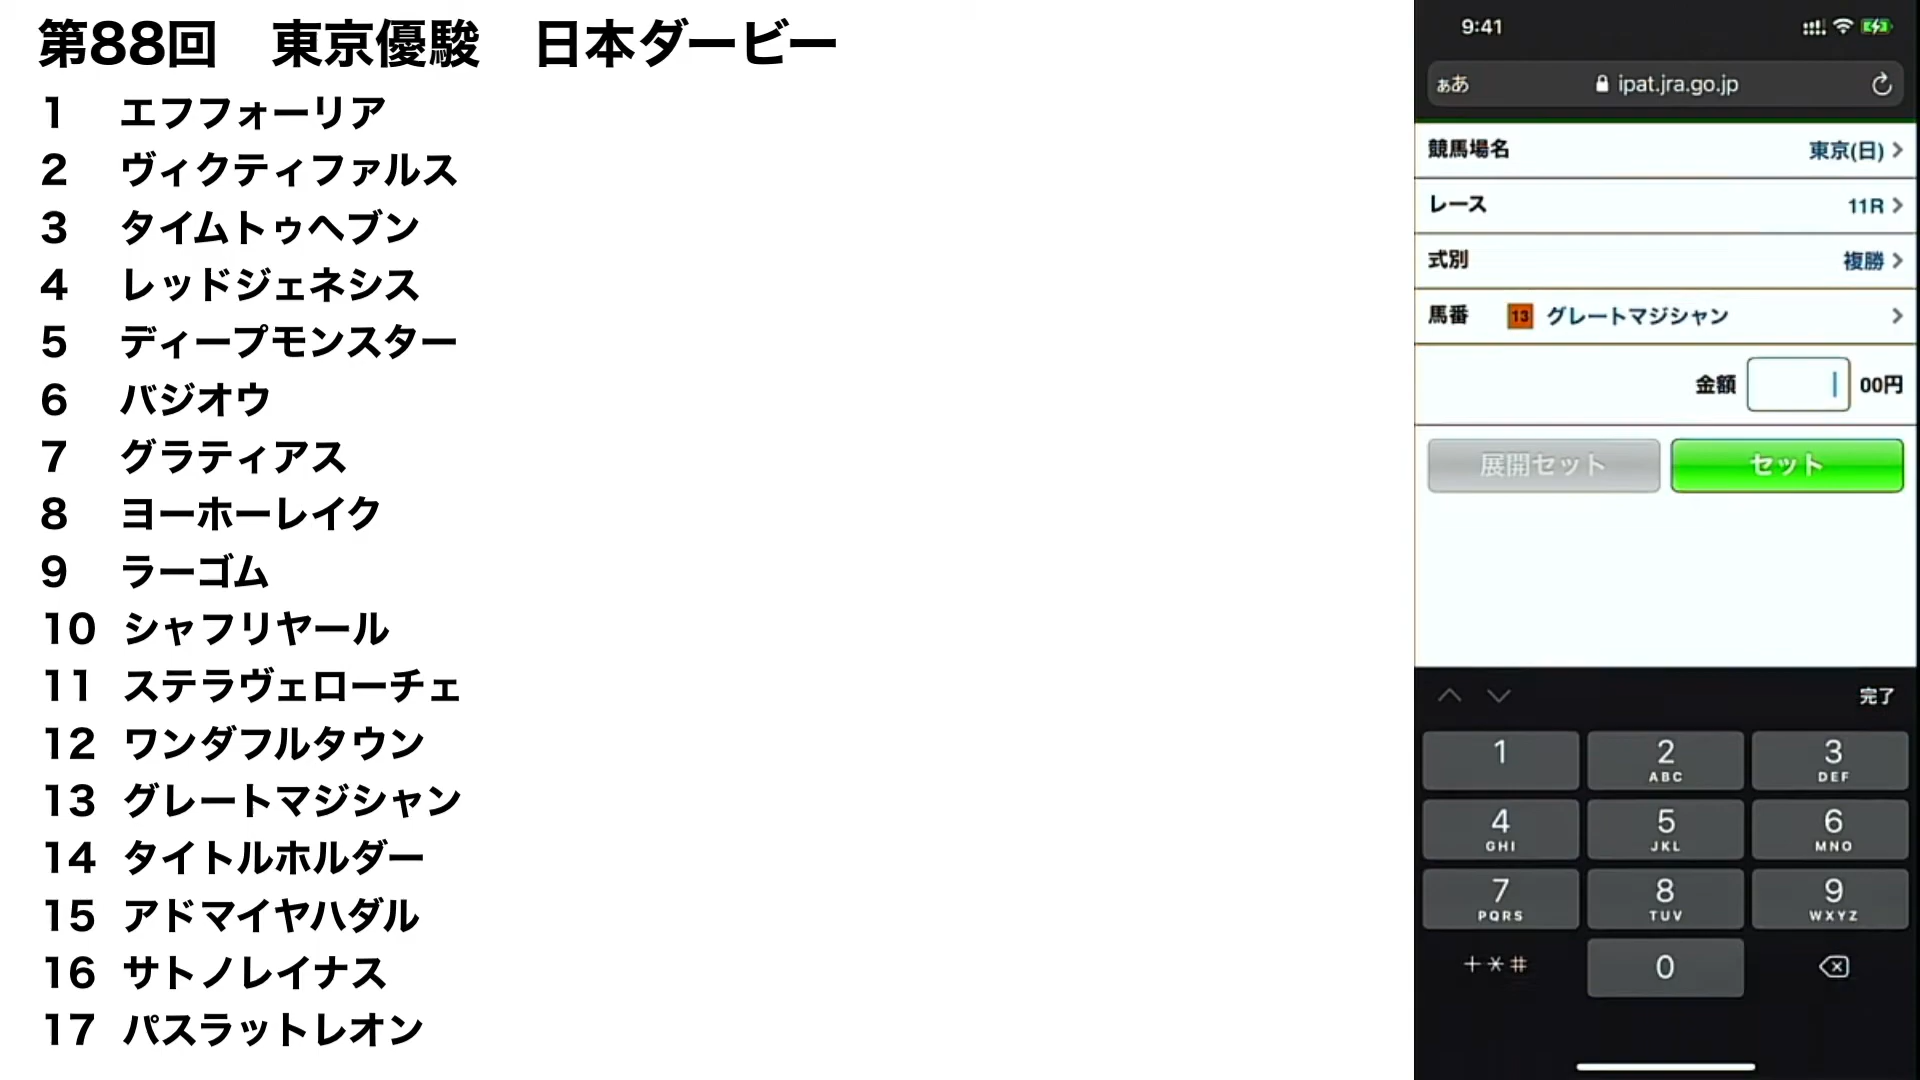 第88回 東京優駿 日本ダービー
1 エフフォーリア
2 ヴィクティファルス
3 タイムトゥヘブン
4 レッドジェネシス
5 ディープモンスター
6 バジオウ
7 グラティアス
8 ヨーホーレイク
9 ラーゴム
10 シャフリヤール
11 ステラヴェローチェ
12 ワンダフルタウン
13 グレートマジシャン
14 タイトルホルダー
15 アドマイヤハダル
16 サトノレイナス
17 バスラットレオン
9:41
ぁあ ipat.jra.go.jp
競馬場名 東京(日)
レース 11R
式別 複勝
馬番 13 グレートマジシャン
金額 00円
展開セット セット
完了
1 2 3
ABC DEF
4 5 6
GHI JKL MNO
7 8 9
PQRS TUV WXYZ
+*# 0